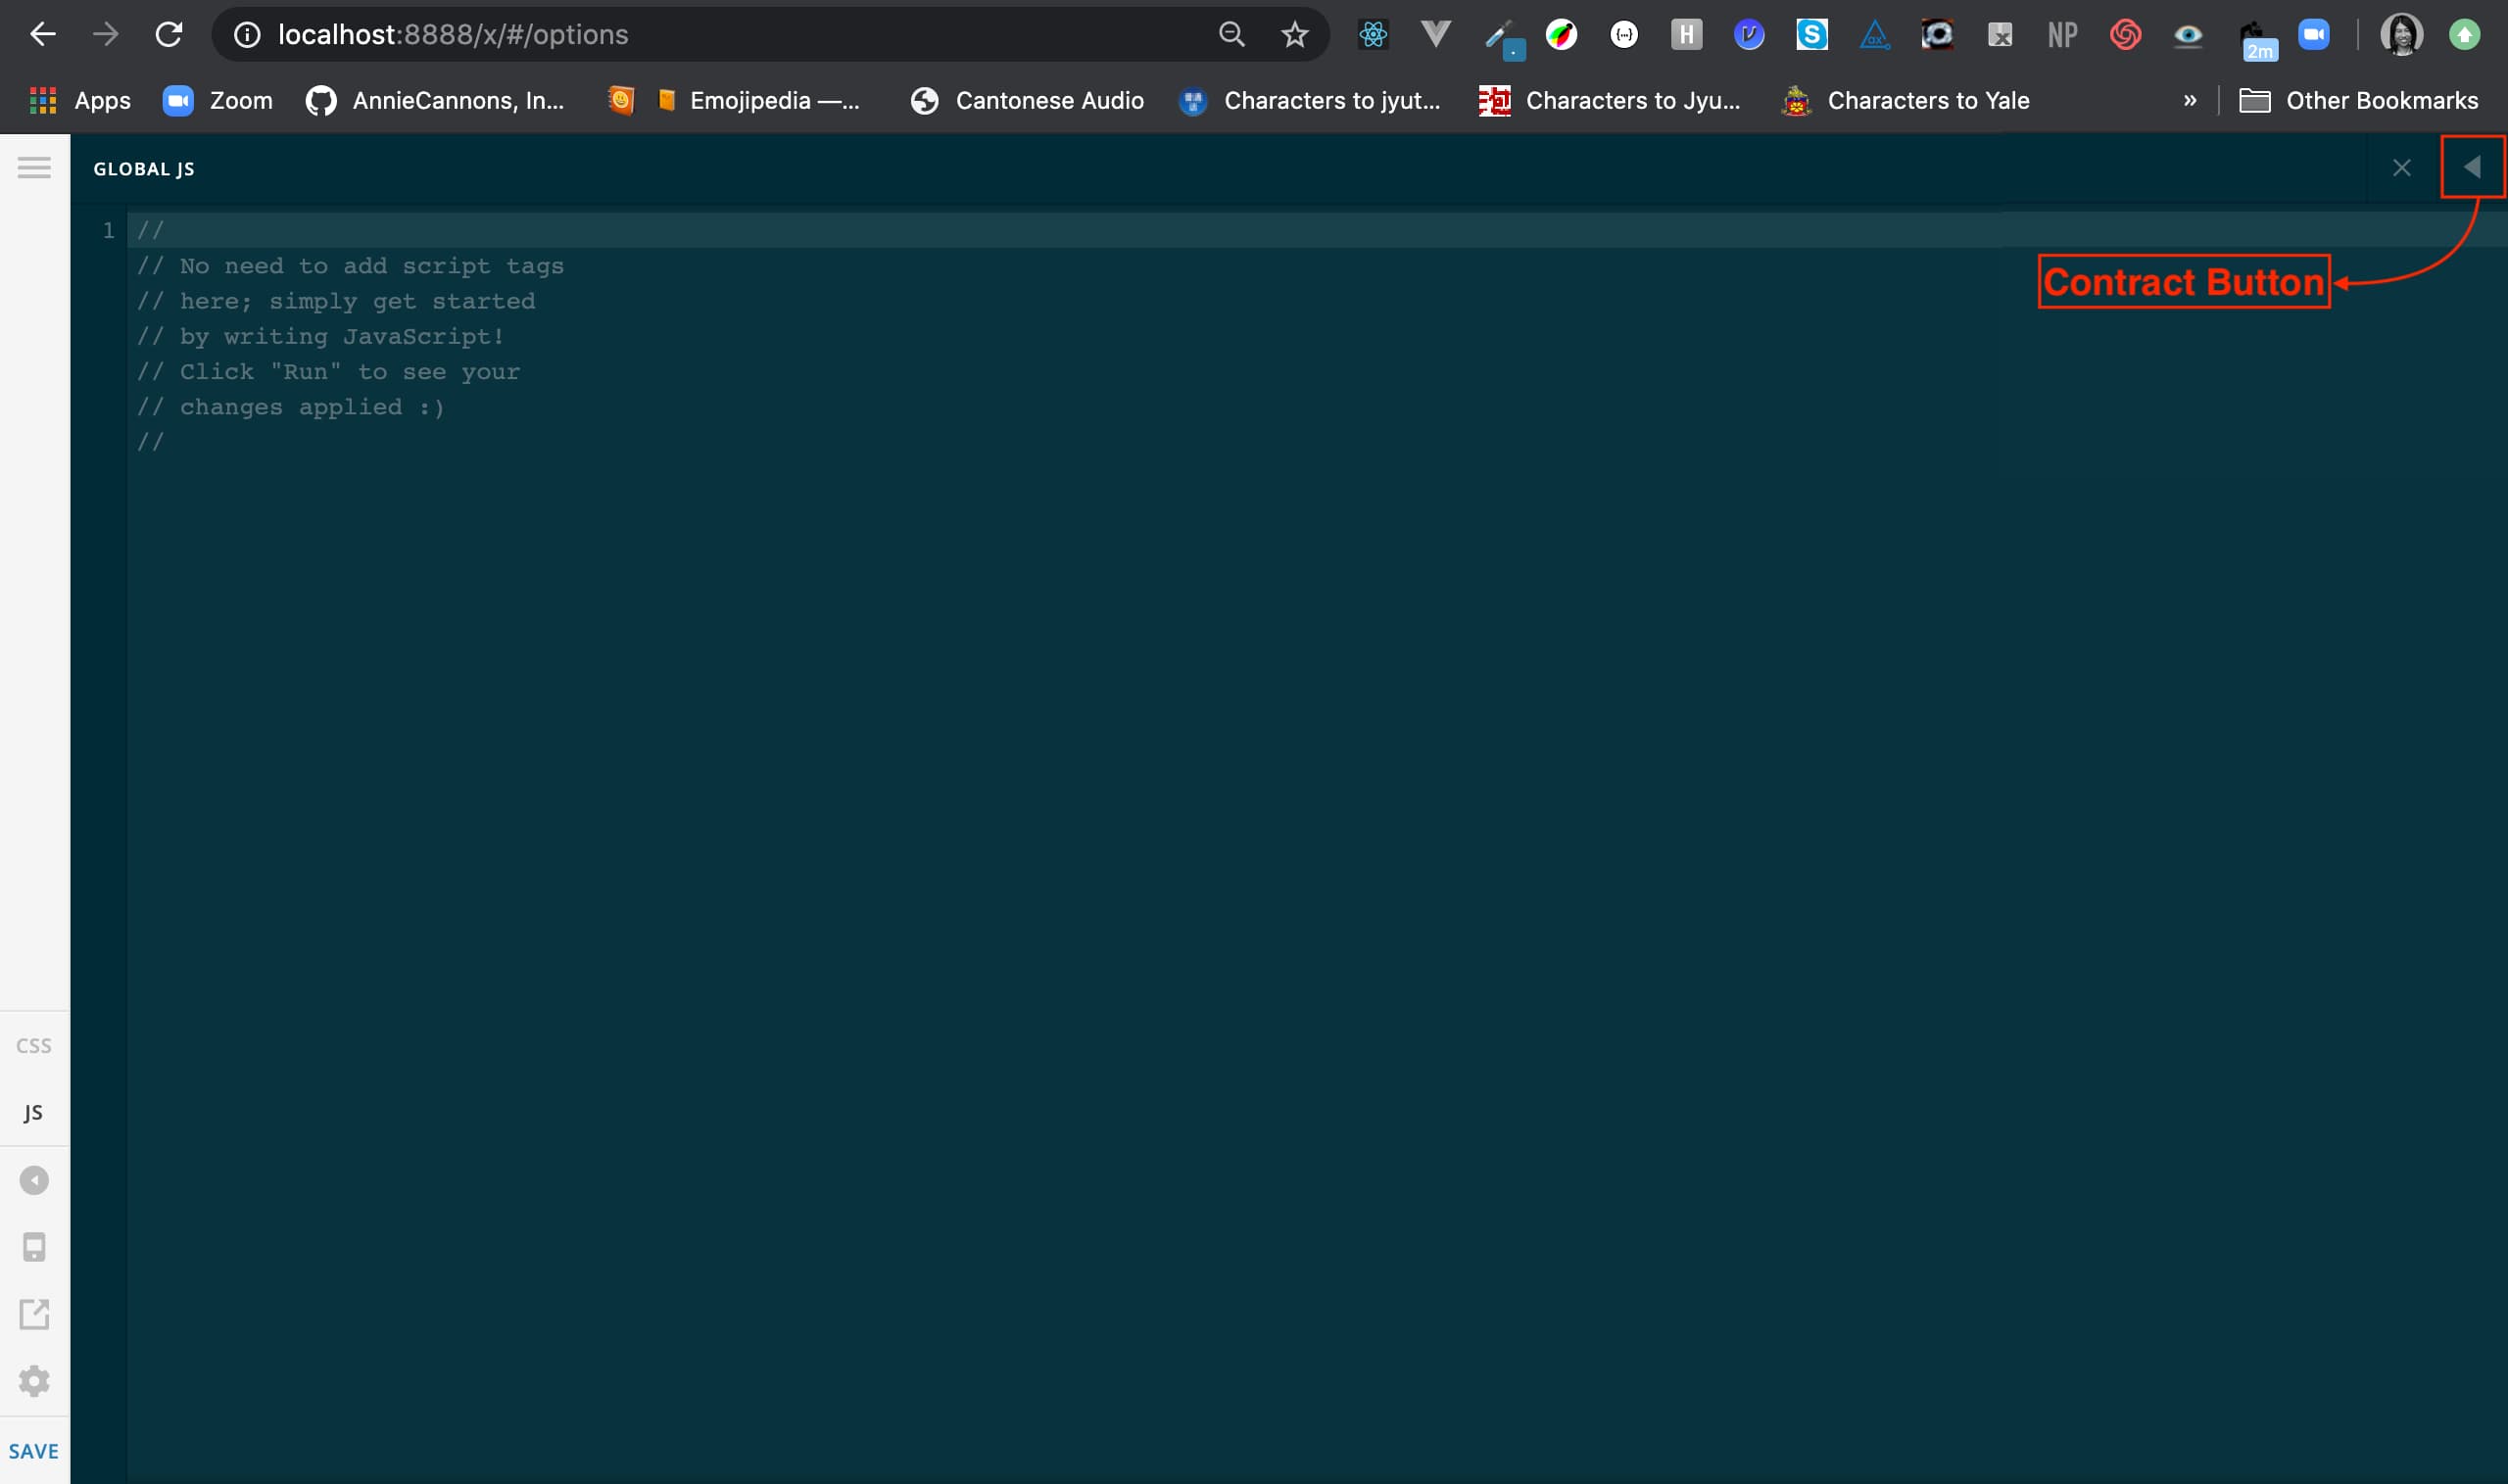 localhost:8888/x/#/options
H
S
ax
NP
2m
Apps
Zoom
AnnieCannons, In...
Emojipedia —...
Cantonese Audio
Characters to jyut...
Characters to Jyu...
Characters to Yale
»
Other Bookmarks
GLOBAL JS
1 //
// No need to add script tags
// here; simply get started
// by writing JavaScript!
// Click "Run" to see your
// changes applied :)
//
Contract Button
CSS
JS
SAVE